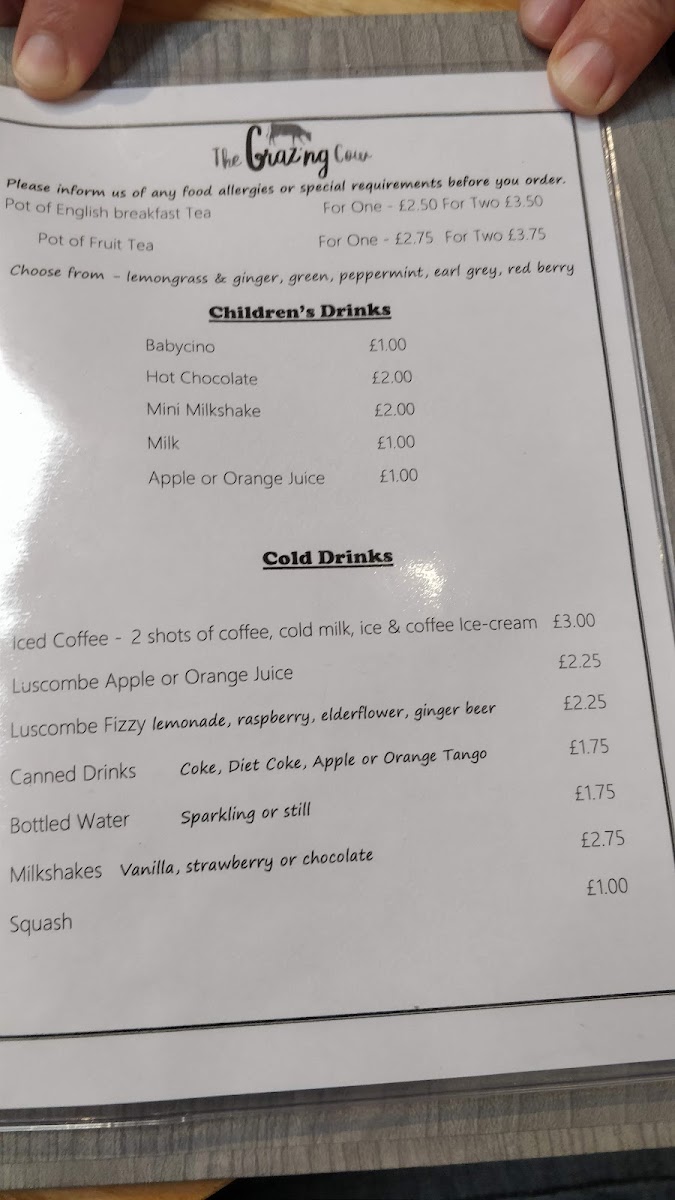 The Grazing Cow
Please inform us of any food allergies or special requirements before you order.
Pot of English breakfast Tea For One - £2.50 For Two £3.50
Pot of Fruit Tea For One - £2.75 For Two £3.75
Choose from - lemongrass & ginger, green, peppermint, earl grey, red berry
Children's Drinks
Babycino £1.00
Hot Chocolate £2.00
Mini Milkshake £2.00
Milk £1.00
Apple or Orange Juice £1.00
Cold Drinks
Iced Coffee - 2 shots of coffee, cold milk, ice & coffee Ice-cream £3.00
Luscombe Apple or Orange Juice £2.25
Luscombe Fizzy lemonade, raspberry, elderflower, ginger beer £2.25
Canned Drinks Coke, Diet Coke, Apple or Orange Tango £1.75
Bottled Water Sparkling or still £1.75
Milkshakes Vanilla, strawberry or chocolate £2.75
Squash £1.00